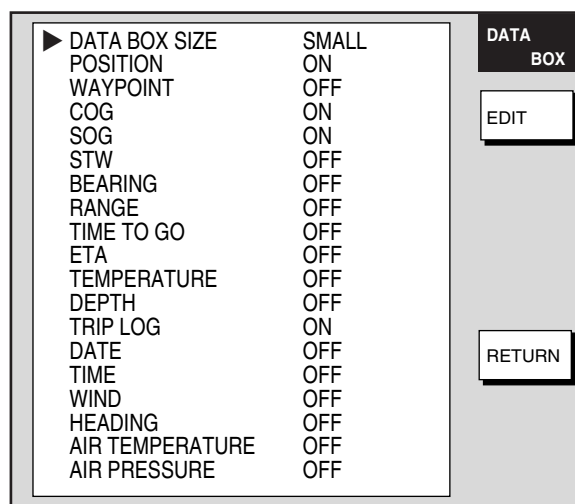 DATA BOX SIZE SMALL
POSITION ON
WAYPOINT OFF
COG ON
SOG ON
STW OFF
BEARING OFF
RANGE OFF
TIME TO GO OFF
ETA OFF
TEMPERATURE OFF
DEPTH OFF
TRIP LOG ON
DATE OFF
TIME OFF
WIND OFF
HEADING OFF
AIR TEMPERATURE OFF
AIR PRESSURE OFF
DATA
BOX
EDIT
RETURN